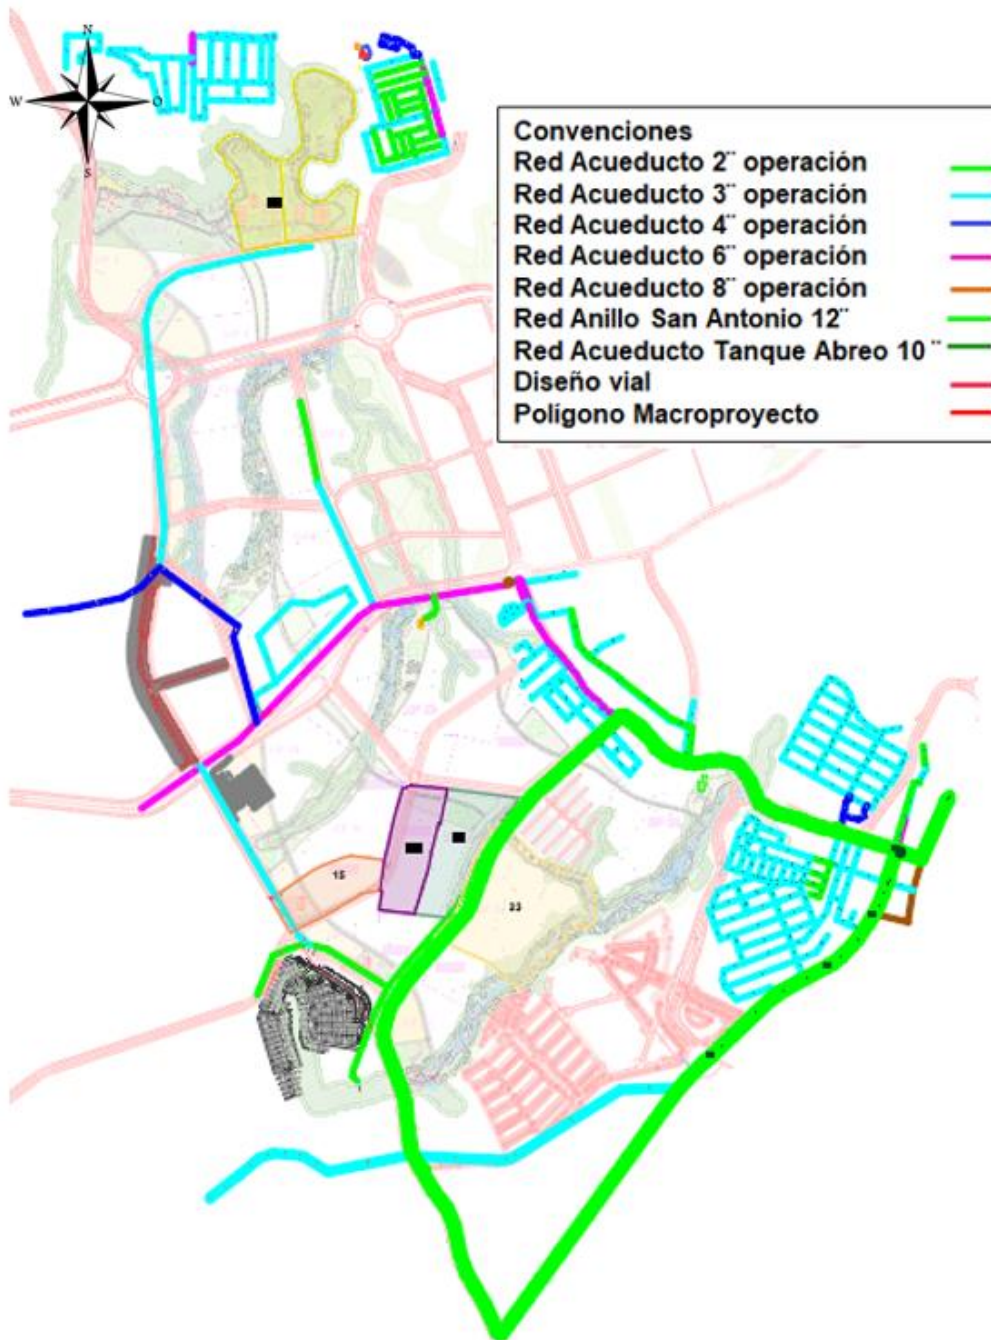 N
W
O
S
Convenciones
Red Acueducto 2¨ operación
Red Acueducto 3¨ operación
Red Acueducto 4¨ operación
Red Acueducto 6¨ operación
Red Acueducto 8¨ operación
Red Anillo San Antonio 12¨
Red Acueducto Tanque Abreo 10 ¨
Diseño vial
Polígono Macroproyecto
15
33